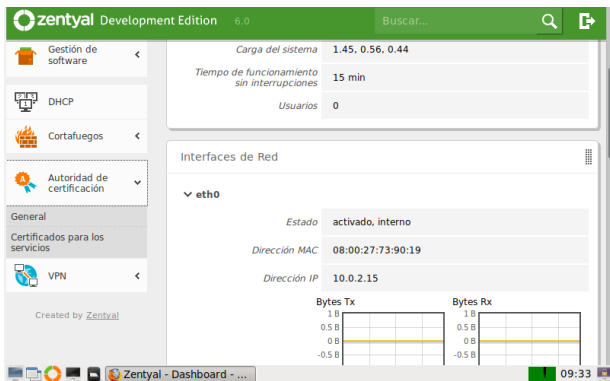 zentyal Development Edition 6.0
Buscar...
Gestión de
software
DHCP
Cortafuegos
Autoridad de
certificación
General
Certificados para los
servicios
VPN
Created by Zentyal
Carga del sistema 1.45, 0.56, 0.44
Tiempo de funcionamiento
sin interrupciones 15 min
Usuarios 0
Interfaces de Red
eth0
Estado activado, interno
Dirección MAC 08:00:27:73:90:19
Dirección IP 10.0.2.15
Bytes Tx
1 B
0.5 B
0 B
-0.5 B
Bytes Rx
1 B
0.5 B
0 B
-0.5 B
Zentyal - Dashboard - ...
09:33